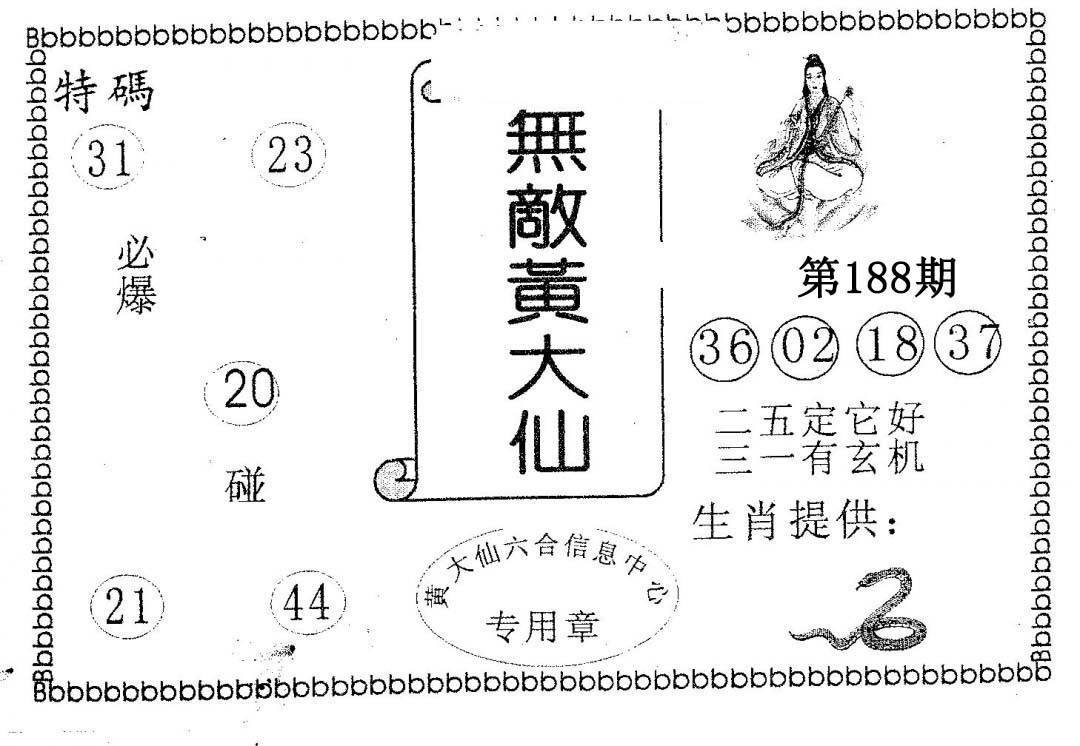 特碼
31 23
必爆
20
碰
21 44
無敵黃大仙
黃大仙六合信息中心
专用章
第188期
36 02 18 37
二五定它好
三一有玄机
生肖提供：